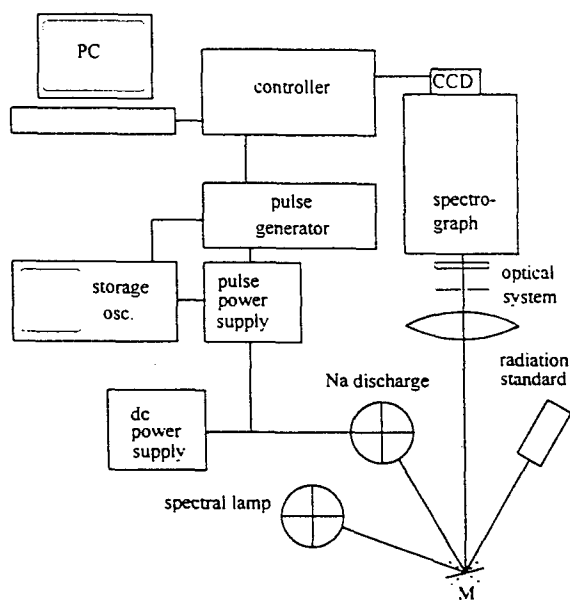 PC
controller
CCD
spectro-
graph
pulse
generator
storage
osc.
pulse
power
supply
optical
system
radiation
standard
Na discharge
dc
power
supply
spectral lamp
M